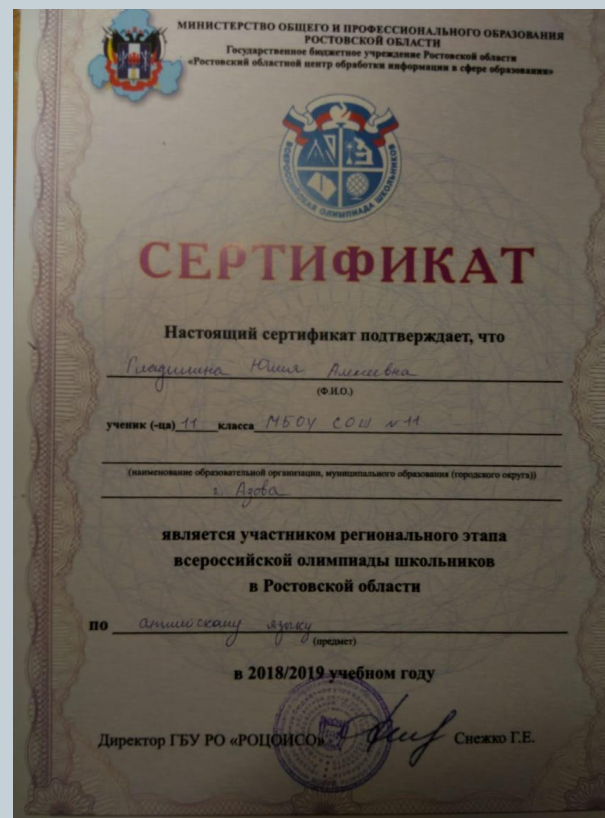 МИНИСТЕРСТВО ОБЩЕГО И ПРОФЕССИОНАЛЬНОГО ОБРАЗОВАНИЯ
РОСТОВСКОЙ ОБЛАСТИ
Государственное бюджетное учреждение Ростовской области
«Ростовский областной центр обработки информации в сфере образования»
ВСЕРОССИЙСКАЯ ОЛИМПИАДА ШКОЛЬНИКОВ
СЕРТИФИКАТ
Настоящий сертификат подтверждает, что
Юлия Алексеевна
(Ф.И.О.)
ученик (-ца) 11 класса МБОУ СОШ №11
(наименование образовательной организации, муниципального образования (городского округа))
г. Азова
является участником регионального этапа
всероссийской олимпиады школьников
в Ростовской области
по английскому языку
(предмет)
в 2018/2019 учебном году
Директор ГБУ РО «РОЦОИСО» Снежко Г.Е.